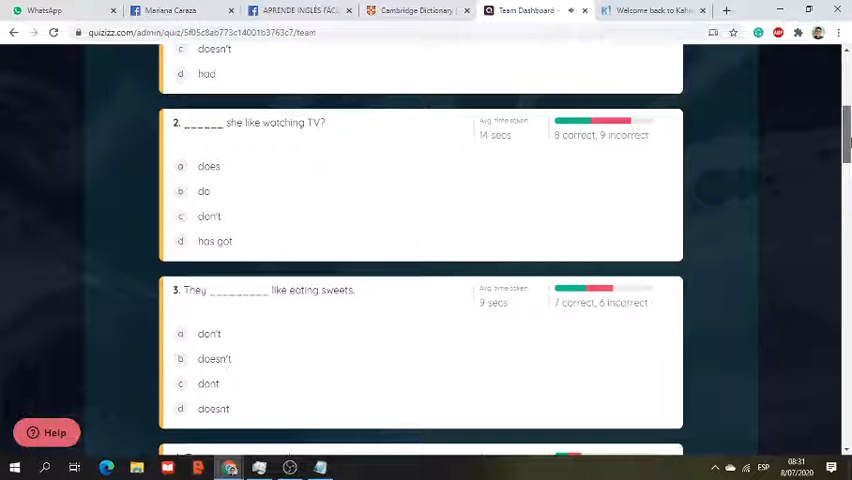 WhatsApp
Mariana Caraza
APRENDE INGLÉS FÁCI
Cambridge Dictionary |
Team Dashboard -
Welcome back to Kaho
quizizz.com/admin/quiz/5f05c8ab773c14001b3763c7/team
c doesn't
d had
2. ______ she like watching TV?
Avg. time taken
14 secs
8 correct, 9 incorrect
a does
b do
c don't
d has got
3. They _________ like eating sweets.
Avg. time taken
9 secs
7 correct, 6 incorrect
a don't
b doesn't
c dont
d doesnt
Help
ESP
08:31
8/07/2020